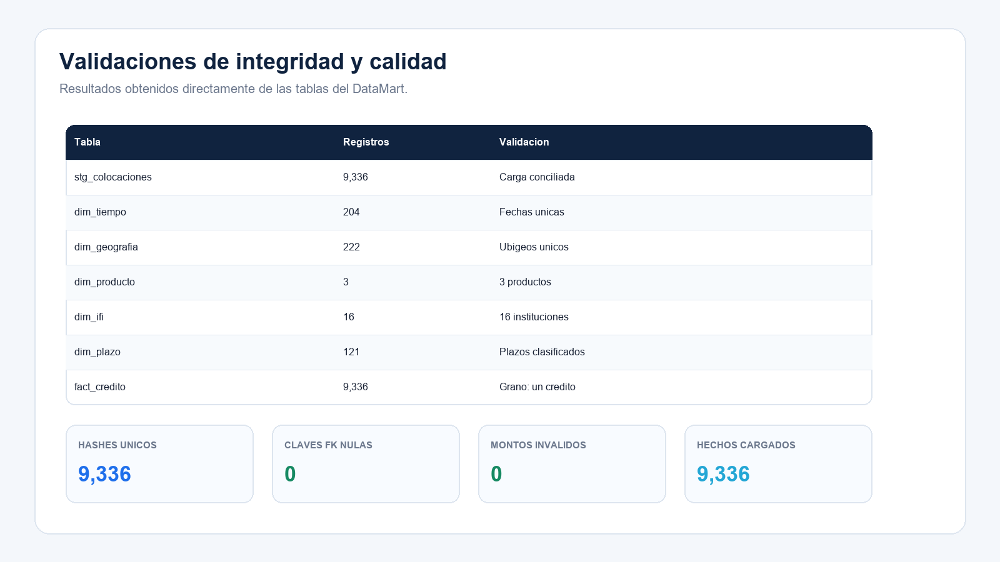 Validaciones de integridad y calidad
Resultados obtenidos directamente de las tablas del DataMart.
Tabla Registros Validacion
stg_colocaciones 9,336 Carga conciliada
dim_tiempo 204 Fechas unicas
dim_geografia 222 Ubigeos unicos
dim_producto 3 3 productos
dim_ifi 16 16 instituciones
dim_plazo 121 Plazos clasificados
fact_credito 9,336 Grano: un credito
HASHES UNICOS CLAVES FK NULAS MONTOS INVALIDOS HECHOS CARGADOS
9,336 0 0 9,336